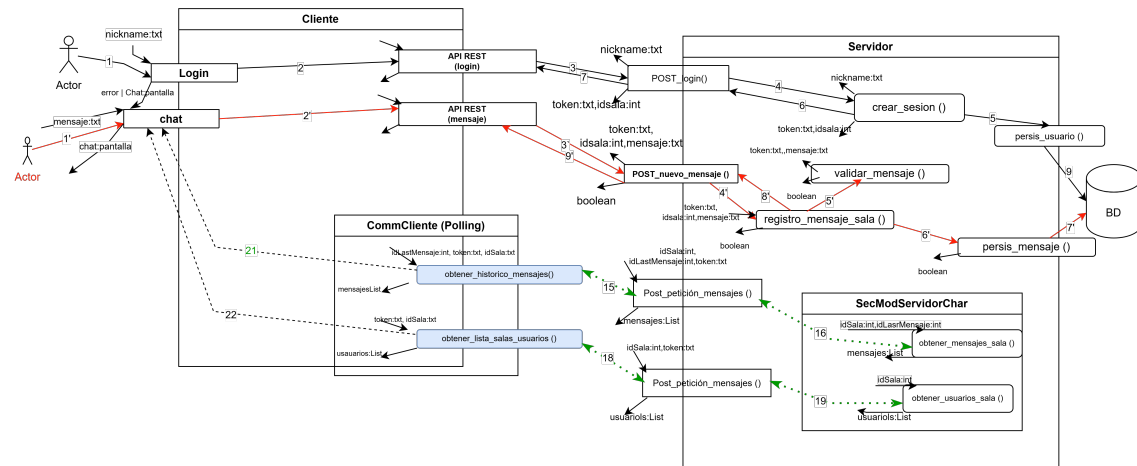 Cliente
Servidor
nickname:txt
1
Actor
Login
2
API REST
(login)
3
7
nickname:txt
POST_login()
token:txt,idsala:int
4
6
nickname:txt
crear_sesion ()
token:txt,idsala:int
5
persis_usuario ()
9
BD
error | Chat:pantalla
mensaje:txt
chat
1'
chat:pantalla
Actor
2'
API REST
(mensaje)
3'
9'
token:txt,
idsala:int,mensaje:txt
POST_nuevo_mensaje ()
boolean
4'
8'
token:txt,,mensaje:txt
validar_mensaje ()
boolean
5'
token:txt,
idsala:int,mensaje:txt
registro_mensaje_sala ()
boolean
6'
persis_mensaje ()
boolean
7'
CommCliente (Polling)
21
idLastMensaje:int, token:txt, idSala:txt
obtener_historico_mensajes()
mensajesList
22
token:txt, idSala:txt
obtener_lista_salas_usuarios ()
usauarios:List
15
idSala:int,
idLastMensaje:int,token:txt
Post_petición_mensajes ()
mensajes:List
18
idSala:int,token:txt
Post_petición_mensajes ()
usuariols:List
SecModServidorChar
16
idSala:int,idLasrMensaje:int
obtener_mensajes_sala ()
mensajes:List
19
idSala:int
obtener_usuarios_sala ()
usuariols:List